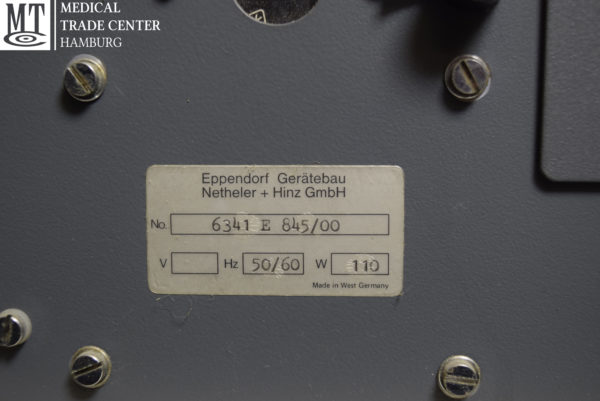 MT
MEDICAL
TRADE CENTER
HAMBURG
Eppendorf Gerätebau
Netheler + Hinz GmbH
No. 6341 E 845/00
V Hz 50/60 W 110
Made in West Germany